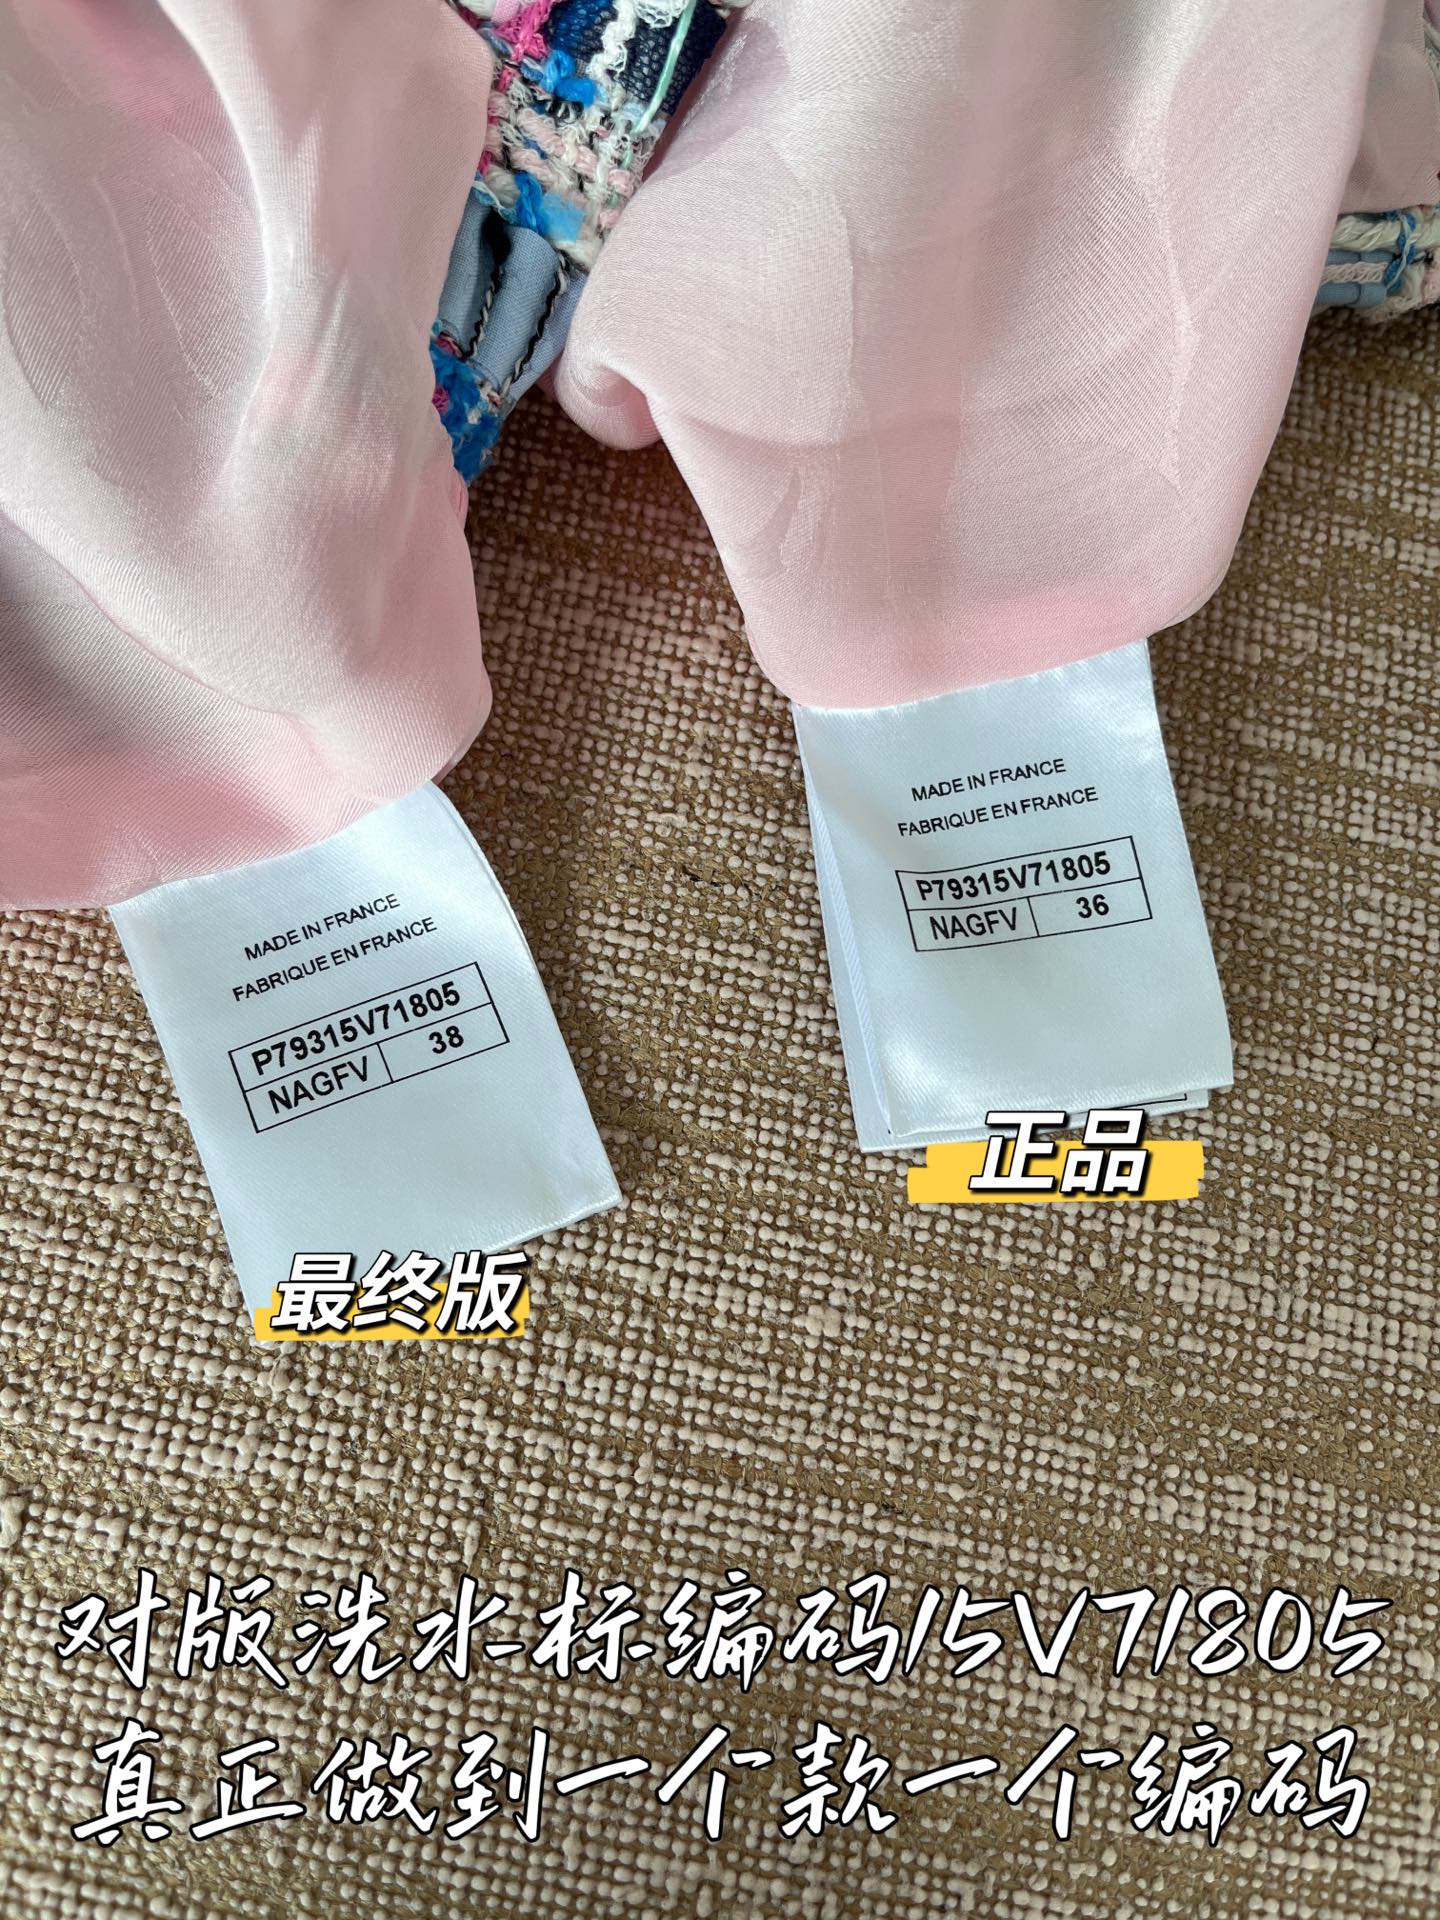 MADE IN FRANCE
FABRIQUE EN FRANCE
P79315V71805
NAGFV 38
最终版
MADE IN FRANCE
FABRIQUE EN FRANCE
P79315V71805
NAGFV 36
正品
对版洗水标编码15V71805
真正做到一个款一个编码